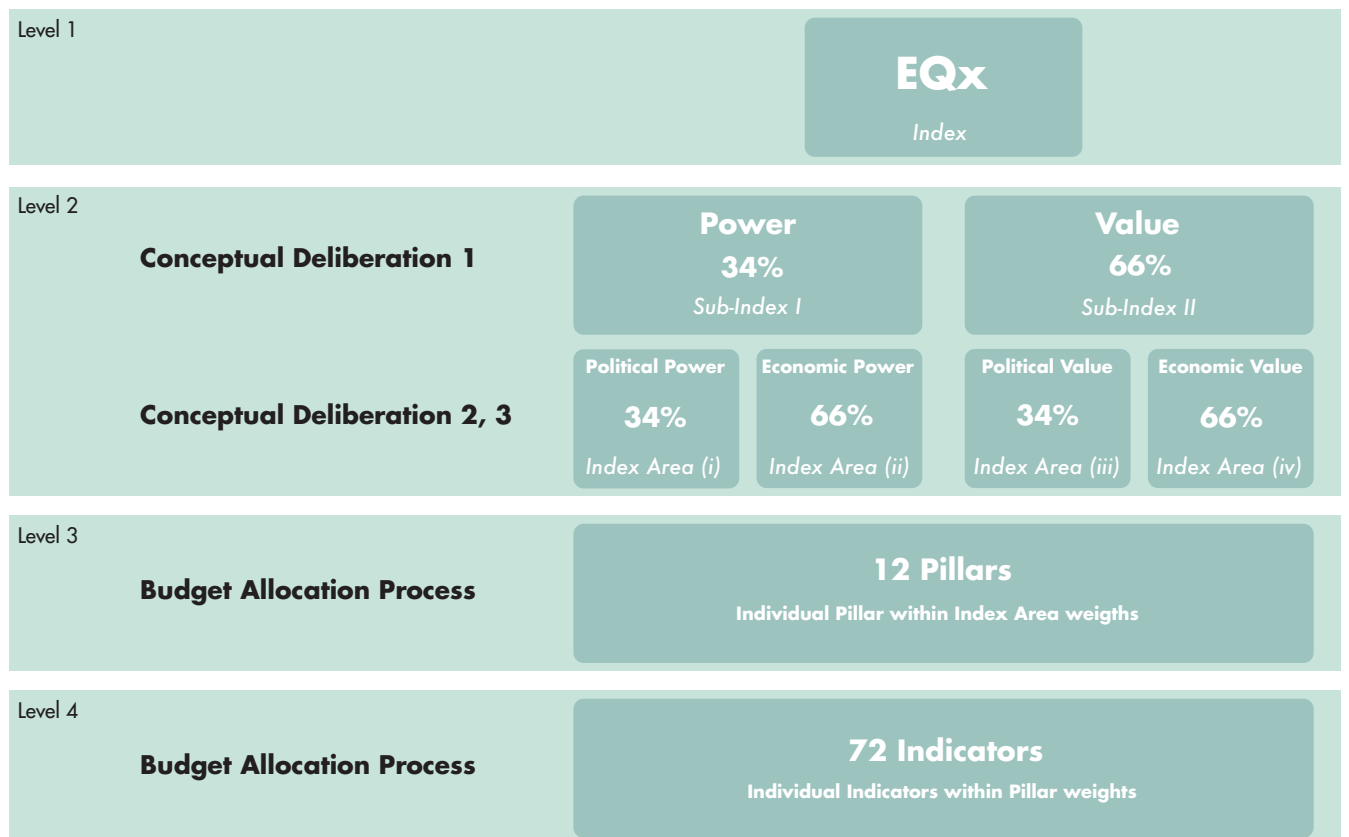 Level 1
EQx
Index
Level 2
Conceptual Deliberation 1
Power
34%
Sub-Index I
Value
66%
Sub-Index II
Conceptual Deliberation 2, 3
Political Power
34%
Index Area (i)
Economic Power
66%
Index Area (ii)
Political Value
34%
Index Area (iii)
Economic Value
66%
Index Area (iv)
Level 3
Budget Allocation Process
12 Pillars
Individual Pillar within Index Area weigths
Level 4
Budget Allocation Process
72 Indicators
Individual Indicators within Pillar weights